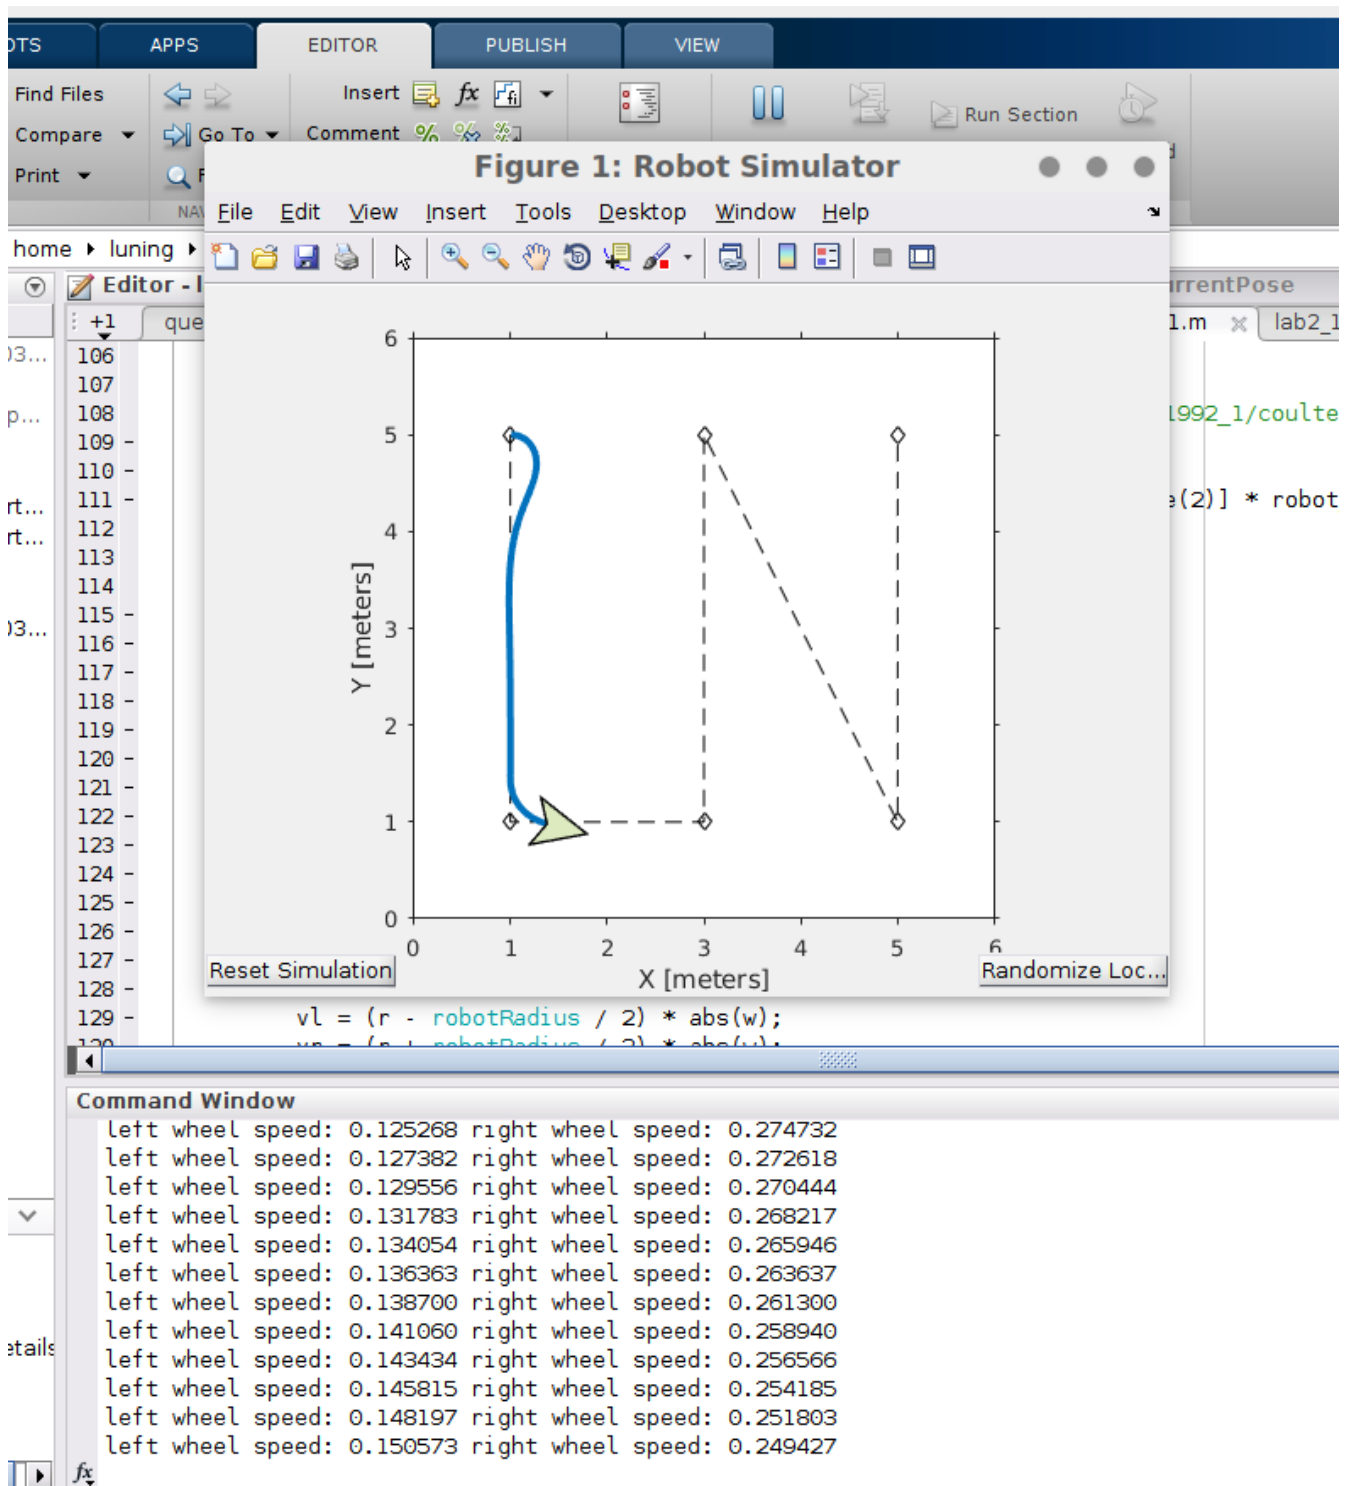 OTS APPS EDITOR PUBLISH VIEW
Find Files Insert fx fi
Compare Go To Comment % Run Section
Print
NAV
Figure 1: Robot Simulator
File Edit View Insert Tools Desktop Window Help
home luning
Editor - l
urrentPose
+1 que 1.m lab2_1
03...
p...
rt...
rt...
03...
106
107
108 1992_1/coulte
109 -
110 -
111 - e(2)] * robot
112
113
114
115 -
116 -
117 -
118 -
119 -
120 -
121 -
122 -
123 -
124 -
125 -
126 -
127 -
128 -
129 - vl = (r - robotRadius / 2) * abs(w);
6
5
4
3
2
1
0
Y [meters]
0 1 2 3 4 5 6
X [meters]
Reset Simulation
Randomize Loc...
Command Window
left wheel speed: 0.125268 right wheel speed: 0.274732
left wheel speed: 0.127382 right wheel speed: 0.272618
left wheel speed: 0.129556 right wheel speed: 0.270444
left wheel speed: 0.131783 right wheel speed: 0.268217
left wheel speed: 0.134054 right wheel speed: 0.265946
left wheel speed: 0.136363 right wheel speed: 0.263637
left wheel speed: 0.138700 right wheel speed: 0.261300
left wheel speed: 0.141060 right wheel speed: 0.258940
left wheel speed: 0.143434 right wheel speed: 0.256566
left wheel speed: 0.145815 right wheel speed: 0.254185
left wheel speed: 0.148197 right wheel speed: 0.251803
left wheel speed: 0.150573 right wheel speed: 0.249427
etails
fx